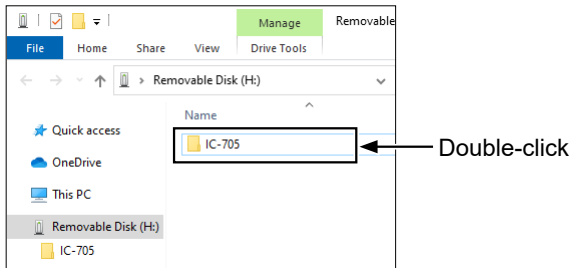 Manage Removable
File Home Share View Drive Tools
Removable Disk (H:)
Name
Quick access
IC-705
Double-click
OneDrive
This PC
Removable Disk (H:)
IC-705